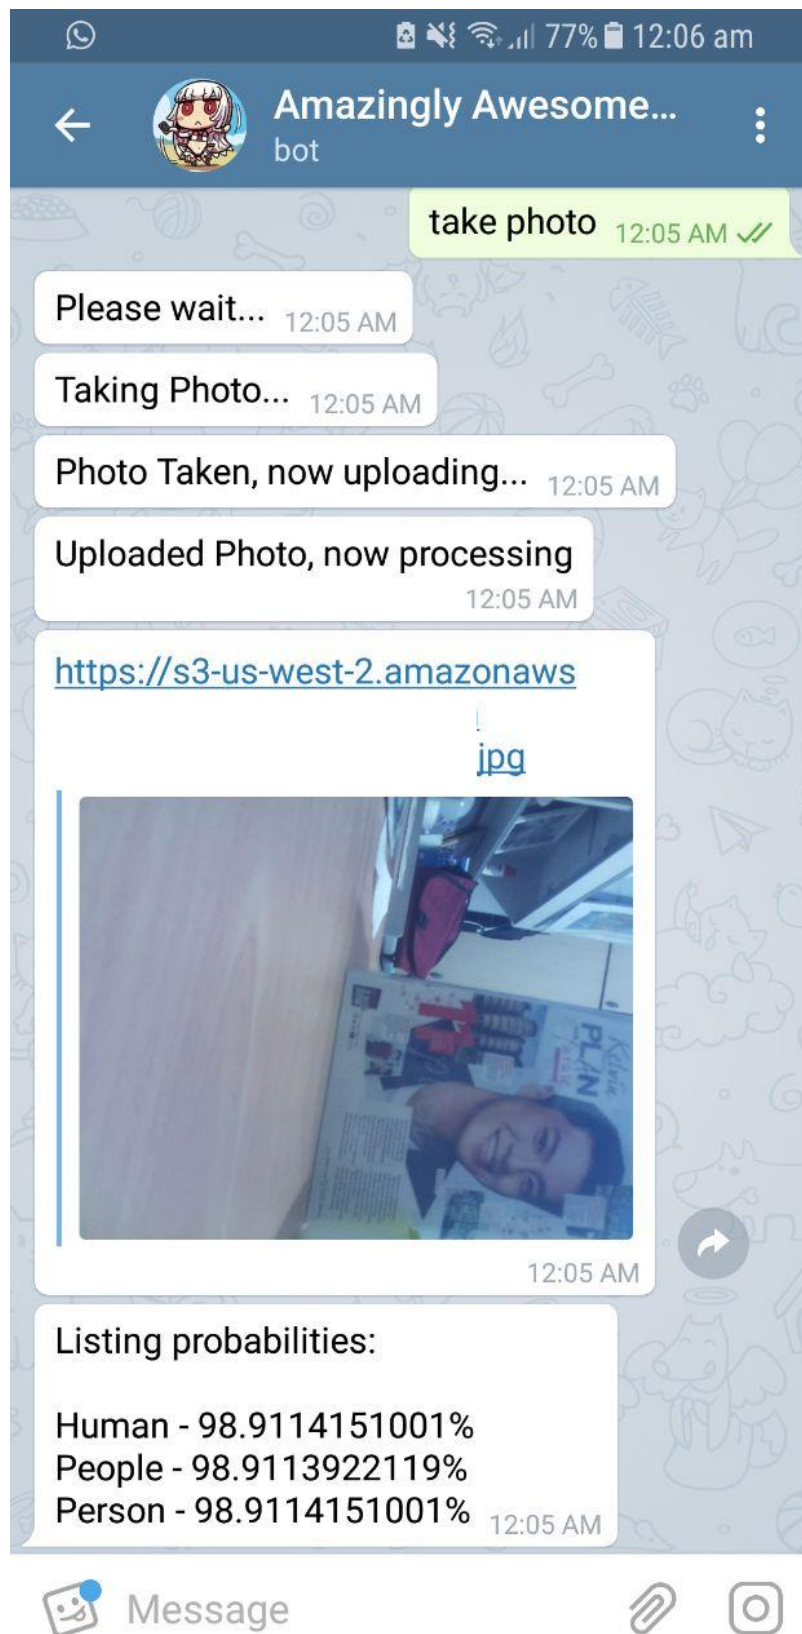 77% 12:06 am
Amazingly Awesome...
bot
take photo 12:05 AM
Please wait... 12:05 AM
Taking Photo... 12:05 AM
Photo Taken, now uploading... 12:05 AM
Uploaded Photo, now processing
12:05 AM
https://s3-us-west-2.amazonaws
jpg
Kelvin
PLAN
12:05 AM
Listing probabilities:
Human - 98.9114151001%
People - 98.9113922119%
Person - 98.9114151001% 12:05 AM
Message